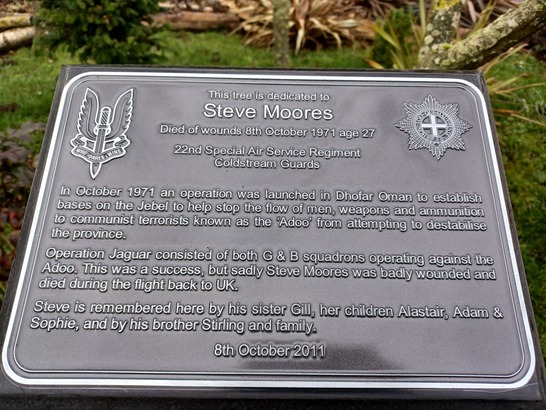 This tree is dedicated to
Steve Moores
Died of wounds 8th October 1971 age 27
22nd Special Air Service Regiment
Coldstream Guards
WHO DARES WINS
In October 1971 an operation was launched in Dhofar Oman to establish
bases on the Jebel to help stop the flow of men, weapons and ammunition
to communist terrorists known as the 'Adoo' from attempting to destabilise
the province.
Operation Jaguar consisted of both G & B squadrons operating against the
Adoo. This was a success, but sadly Steve Moores was badly wounded and
died during the flight back to UK.
Steve is remembered here by his sister Gill, her children Alastair, Adam &
Sophie, and by his brother Stirling and family.
8th October 2011